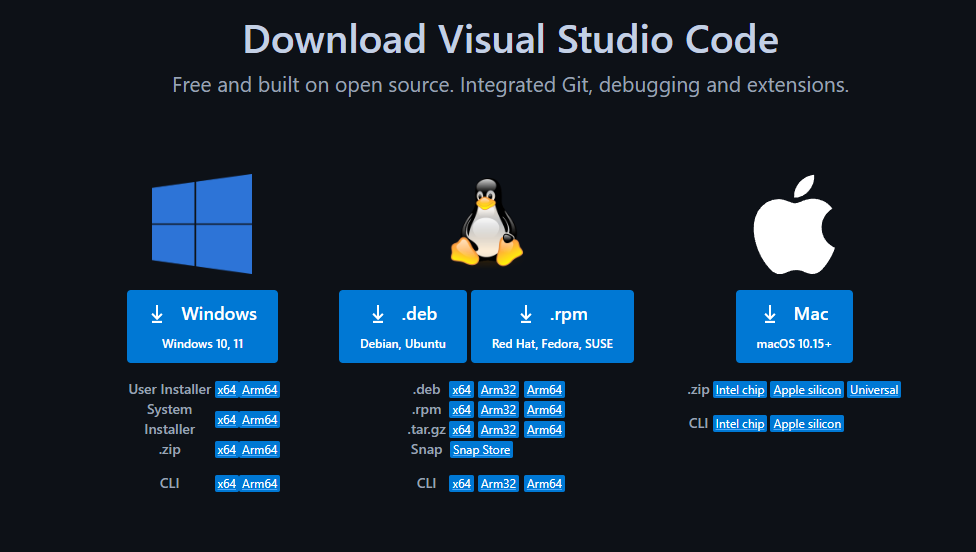 Download Visual Studio Code
Free and built on open source. Integrated Git, debugging and extensions.
Windows
Windows 10, 11
User Installer x64 Arm64
System
Installer x64 Arm64
.zip x64 Arm64
CLI x64 Arm64
.deb
Debian, Ubuntu
.rpm
Red Hat, Fedora, SUSE
.deb x64 Arm32 Arm64
.rpm x64 Arm32 Arm64
.tar.gz x64 Arm32 Arm64
Snap Snap Store
CLI x64 Arm32 Arm64
Mac
macOS 10.15+
.zip Intel chip Apple silicon Universal
CLI Intel chip Apple silicon